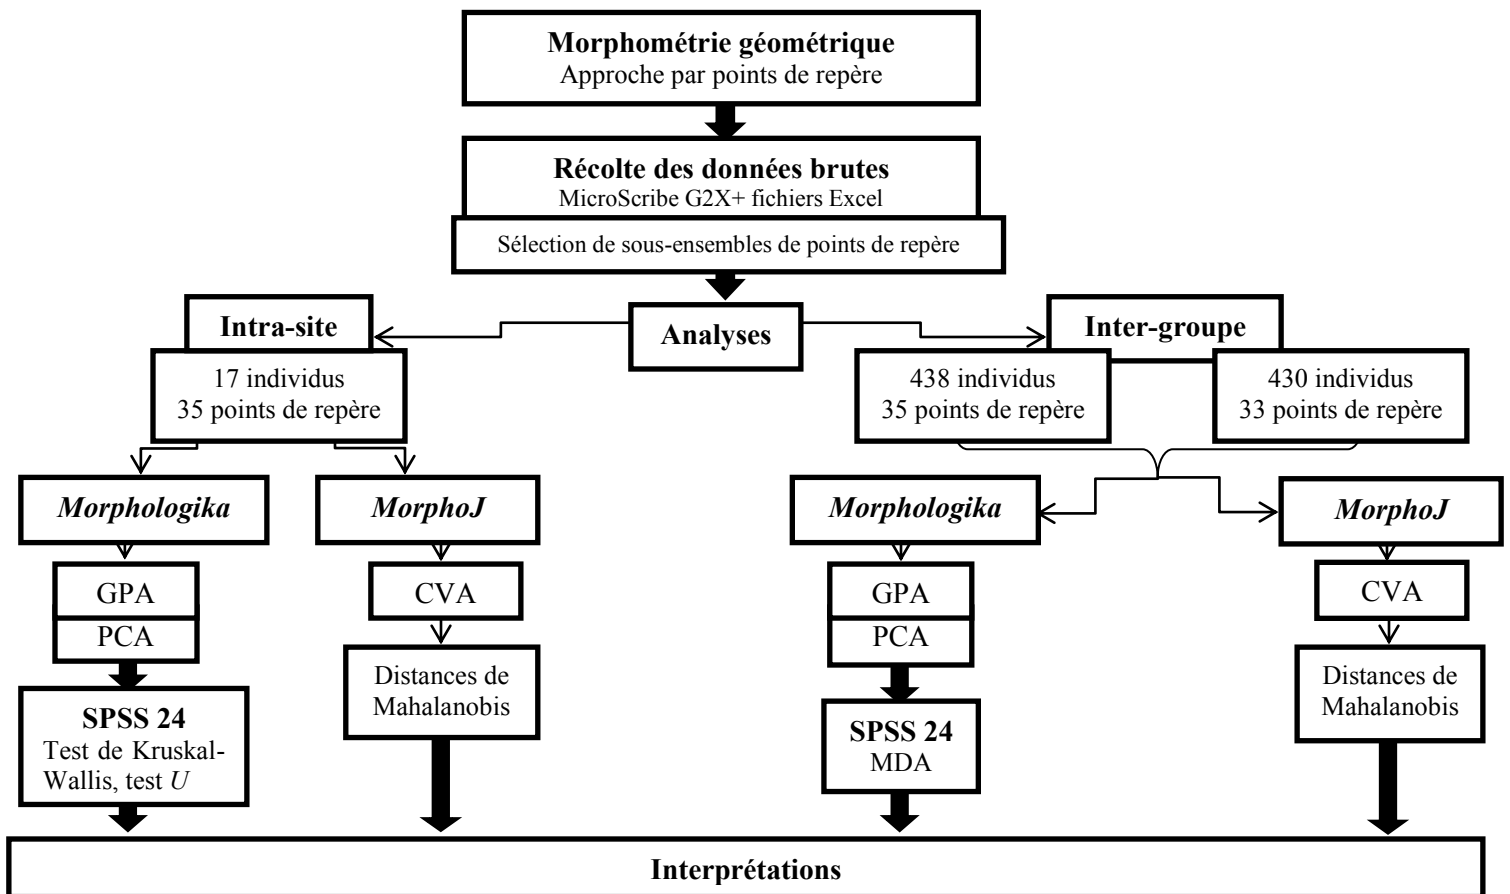 Morphométrie géométrique
Approche par points de repère
Récolte des données brutes
MicroScribe G2X+ fichiers Excel
Sélection de sous-ensembles de points de repère
Analyses
Intra-site
17 individus
35 points de repère
Morphologika
GPA
PCA
SPSS 24
Test de Kruskal-
Wallis, test U
MorphoJ
CVA
Distances de
Mahalanobis
Inter-groupe
438 individus
35 points de repère
430 individus
33 points de repère
Morphologika
GPA
PCA
SPSS 24
MDA
MorphoJ
CVA
Distances de
Mahalanobis
Interprétations